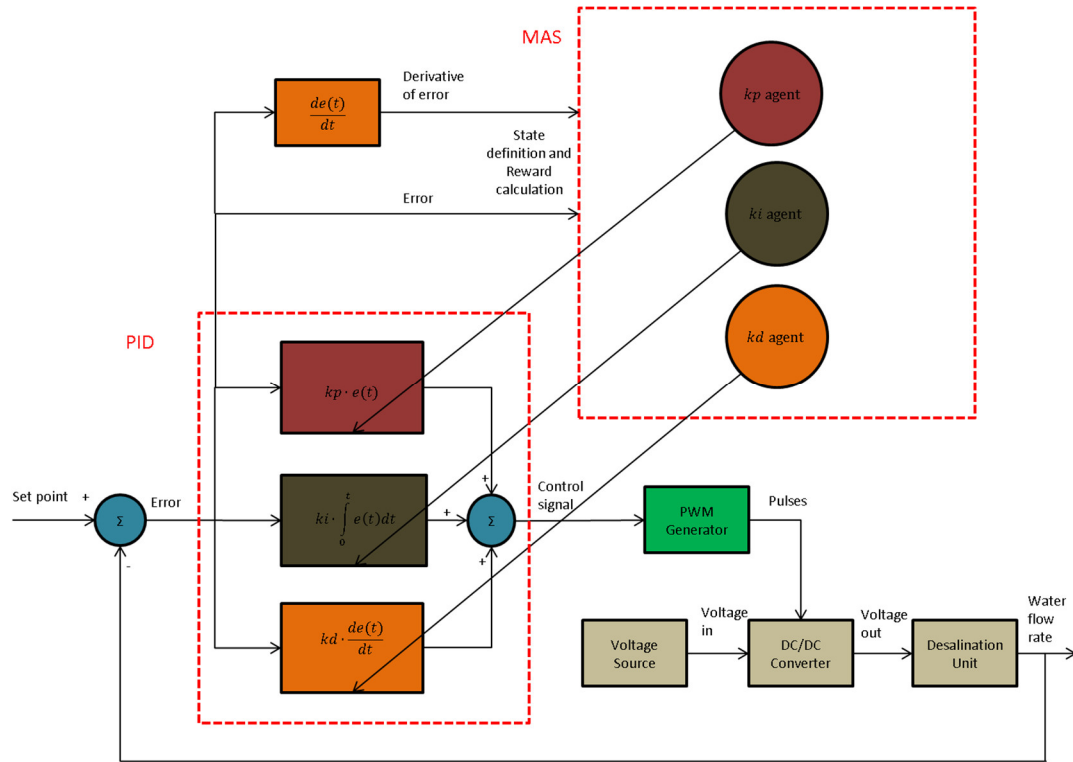 MAS
Derivative
of error
de(t)
dt
kp agent
State
definition and
Reward
calculation
Error
ki agent
kd agent
PID
kp · e(t)
Set point
+
Σ
-
Error
t
ki · ∫ e(t)dt
0
+
+
+
Σ
Control
signal
PWM
Generator
Pulses
kd · de(t)
dt
Voltage
Source
Voltage
in
DC/DC
Converter
Voltage
out
Desalination
Unit
Water
flow
rate